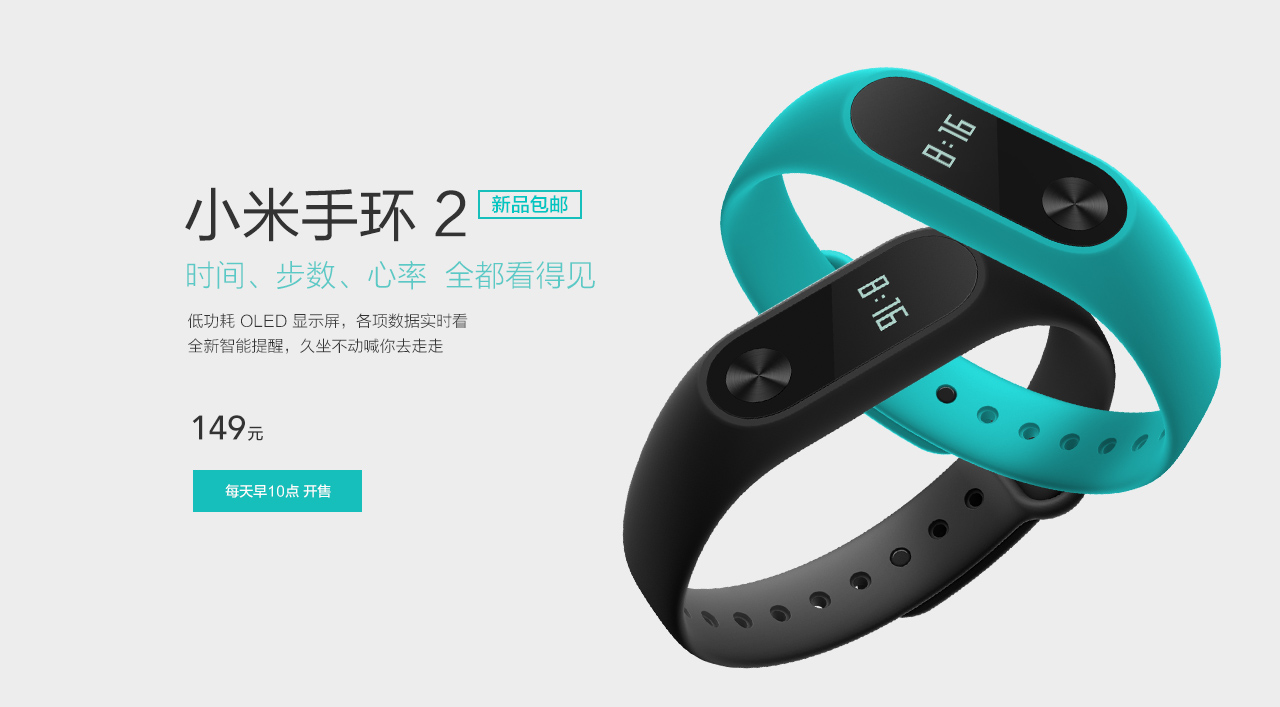 小米手环 2 新品包邮
时间、步数、心率 全都看得见
低功耗 OLED 显示屏，各项数据实时看
全新智能提醒，久坐不动喊你去走走
149元
每天早10点 开售
8:16
8:16